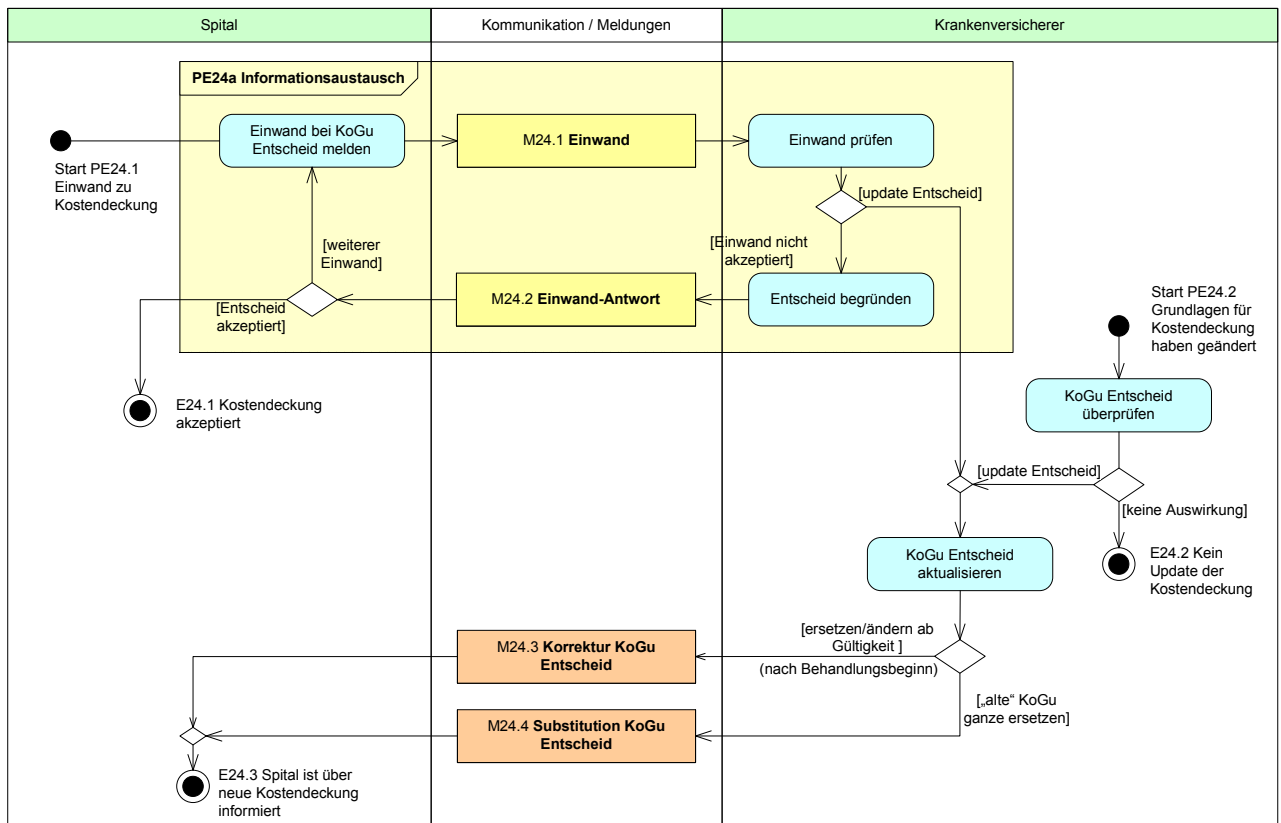 Spital
Kommunikation / Meldungen
Krankenversicherer
PE24a Informationsaustausch
Einwand bei KoGu
Entscheid melden
M24.1 Einwand
Einwand prüfen
Start PE24.1
Einwand zu
Kostendeckung
[update Entscheid]
[weiterer
Einwand]
[Einwand nicht
akzeptiert]
M24.2 Einwand-Antwort
Entscheid begründen
[Entscheid
akzeptiert]
Start PE24.2
Grundlagen für
Kostendeckung
haben geändert
E24.1 Kostendeckung
akzeptiert
KoGu Entscheid
überprüfen
[update Entscheid]
[keine Auswirkung]
KoGu Entscheid
aktualisieren
E24.2 Kein
Update der
Kostendeckung
[ersetzen/ändern ab
Gültigkeit ]
(nach Behandlungsbeginn)
M24.3 Korrektur KoGu
Entscheid
[„alte“ KoGu
ganze ersetzen]
M24.4 Substitution KoGu
Entscheid
E24.3 Spital ist über
neue Kostendeckung
informiert